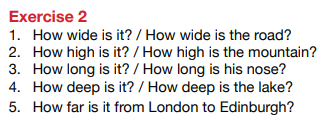 Exercise 2
1. How wide is it? / How wide is the road?
2. How high is it? / How high is the mountain?
3. How long is it? / How long is his nose?
4. How deep is it? / How deep is the lake?
5. How far is it from London to Edinburgh?